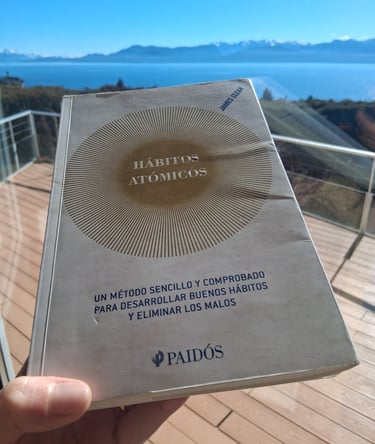 JAMES CLEAR
HÁBITOS
ATÓMICOS
UN MÉTODO SENCILLO Y COMPROBADO
PARA DESARROLLAR BUENOS HÁBITOS
Y ELIMINAR LOS MALOS
PAIDÓS